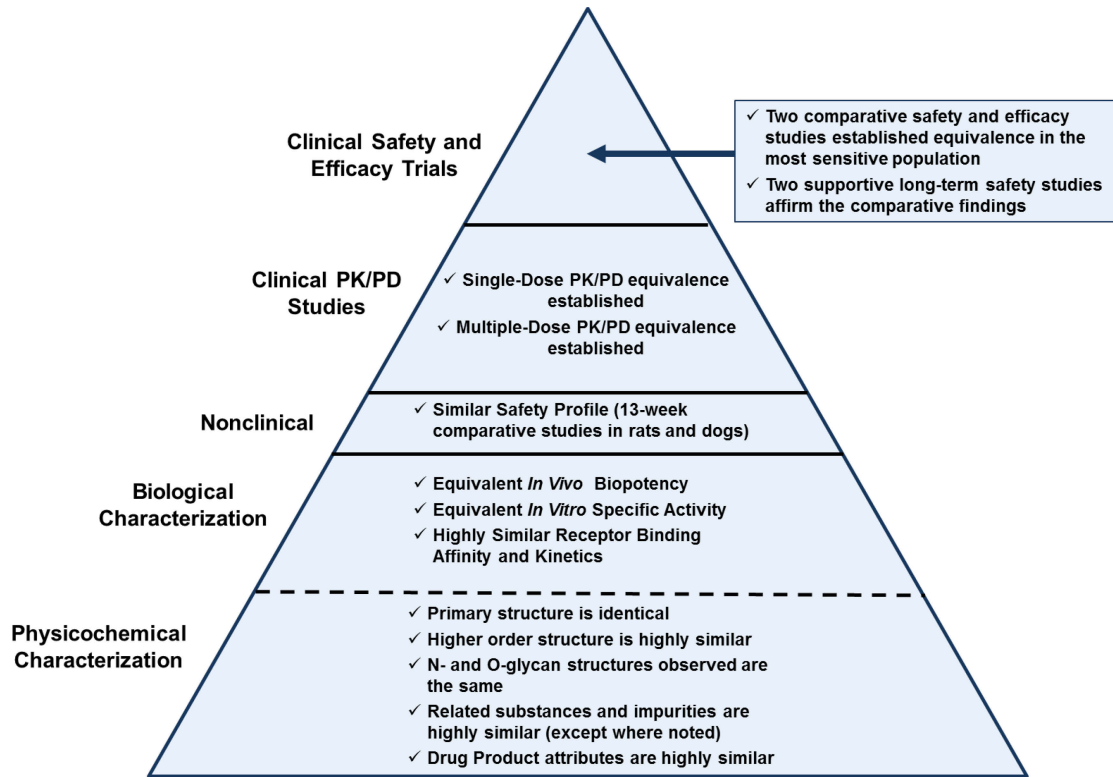 Clinical Safety and
Efficacy Trials
✓ Two comparative safety and efficacy
studies established equivalence in the
most sensitive population
✓ Two supportive long-term safety studies
affirm the comparative findings
Clinical PK/PD
Studies
✓ Single-Dose PK/PD equivalence
established
✓ Multiple-Dose PK/PD equivalence
established
Nonclinical
✓ Similar Safety Profile (13-week
comparative studies in rats and dogs)
Biological
Characterization
✓ Equivalent In Vivo Biopotency
✓ Equivalent In Vitro Specific Activity
✓ Highly Similar Receptor Binding
Affinity and Kinetics
Physicochemical
Characterization
✓ Primary structure is identical
✓ Higher order structure is highly similar
✓ N- and O-glycan structures observed are
the same
✓ Related substances and impurities are
highly similar (except where noted)
✓ Drug Product attributes are highly similar